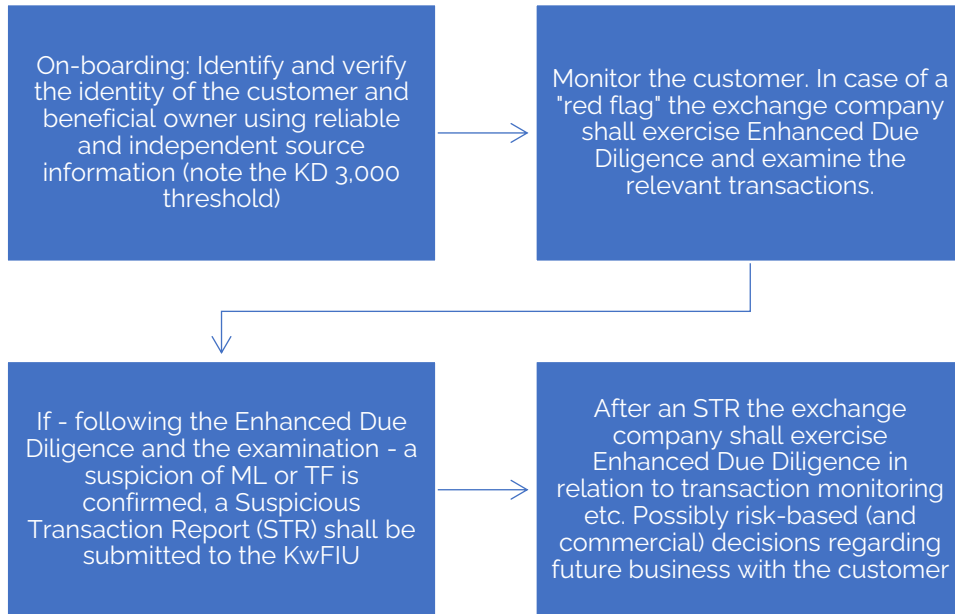 On-boarding: Identify and verify
the identity of the customer and
beneficial owner using reliable
and independent source
information (note the KD 3,000
threshold)
Monitor the customer. In case of a
"red flag" the exchange company
shall exercise Enhanced Due
Diligence and examine the
relevant transactions.
If - following the Enhanced Due
Diligence and the examination - a
suspicion of ML or TF is
confirmed, a Suspicious
Transaction Report (STR) shall be
submitted to the KwFIU
After an STR the exchange
company shall exercise
Enhanced Due Diligence in
relation to transaction monitoring
etc. Possibly risk-based (and
commercial) decisions regarding
future business with the customer